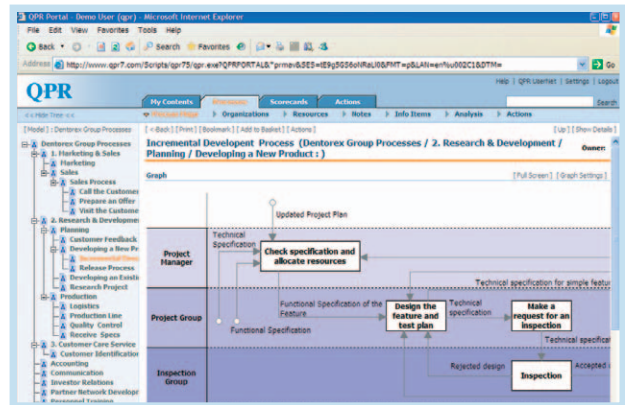 QPR Portal - Demo User (qpr) - Microsoft Internet Explorer
File Edit View Favorites Tools Help
Back Search Favorites
Address Go
QPR
Help | QPR UserNet | Settings | Logout
My Contents Scorecards Actions
Search
<< Hide Tree << Organizations Resources Notes Info Items Analysis Actions
[Model] : Dentorex Group Processes
[< Back] [Print] [Bookmark] [Add to Basket] [Actions] [Up] [Show Details]
Dentorex Group Processes
1. Marketing & Sales
Marketing
Sales
Sales Process
Call the Customer
Prepare an Offer
Visit the Custome
2. Research & Developme
Planning
Customer Feedback
Developing a New Pr
Release Process
Developing an Existi
Research Project
Production
Logistics
Production Line
Quality Control
Receive Specs
3. Customer Care Service
Customer Identification
Accounting
Communication
Investor Relations
Partner Network Developr
Personnel Training
Incremental Developent Process (Dentorex Group Processes / 2. Research & Development /
Planning / Developing a New Product : )
Owner:
Graph
[Full Screen] [Graph Settings]
Updated Project Plan
Technical
Specification
Project
Manager
Check specification and
allocate resources
Technical specification for simple featur
Project Group
Functional Specification of the
Feature
Functional Specification
Design the
feature and
test plan
Technical
specification
Make a
request for an
inspection
Technical specificat
Inspection
Group
Rejected design
Inspection
Accepted